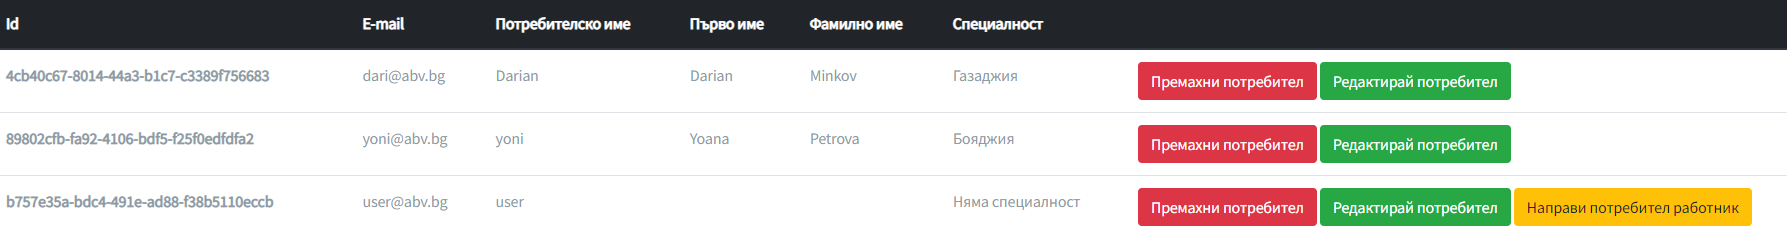 Id E-mail Потребителско име Първо име Фамилно име Специалност
4cb40c67-8014-44a3-b1c7-c3389f756683 dari@abv.bg Darian Darian Minkov Газаджия Премахни потребител Редактирай потребител
89802cfb-fa92-4106-bdf5-f25f0edfdfa2 yoni@abv.bg yoni Yoana Petrova Бояджия Премахни потребител Редактирай потребител
b757e35a-bdc4-491e-ad88-f38b5110eccb user@abv.bg user Няма специалност Премахни потребител Редактирай потребител Направи потребител работник